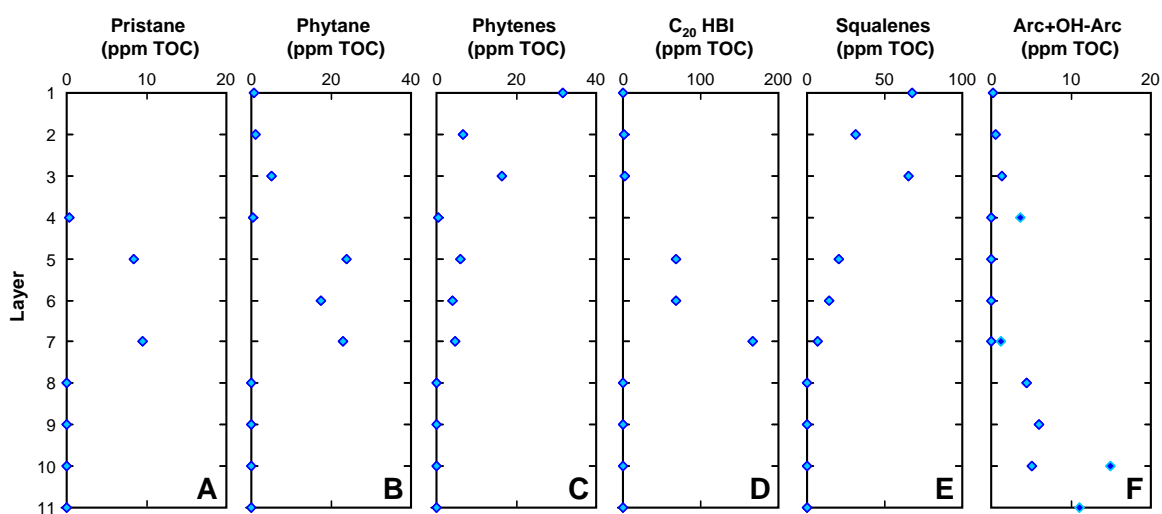 Pristane Phytane Phytenes C₂₀ HBI Squalenes Arc+OH-Arc
(ppm TOC) (ppm TOC) (ppm TOC) (ppm TOC) (ppm TOC) (ppm TOC)
0 10 20 0 20 40 0 20 40 0 100 200 0 50 100 0 10 20
1
2
3
4
5
6
7
8
9
10
11
Layer
A B C D E F